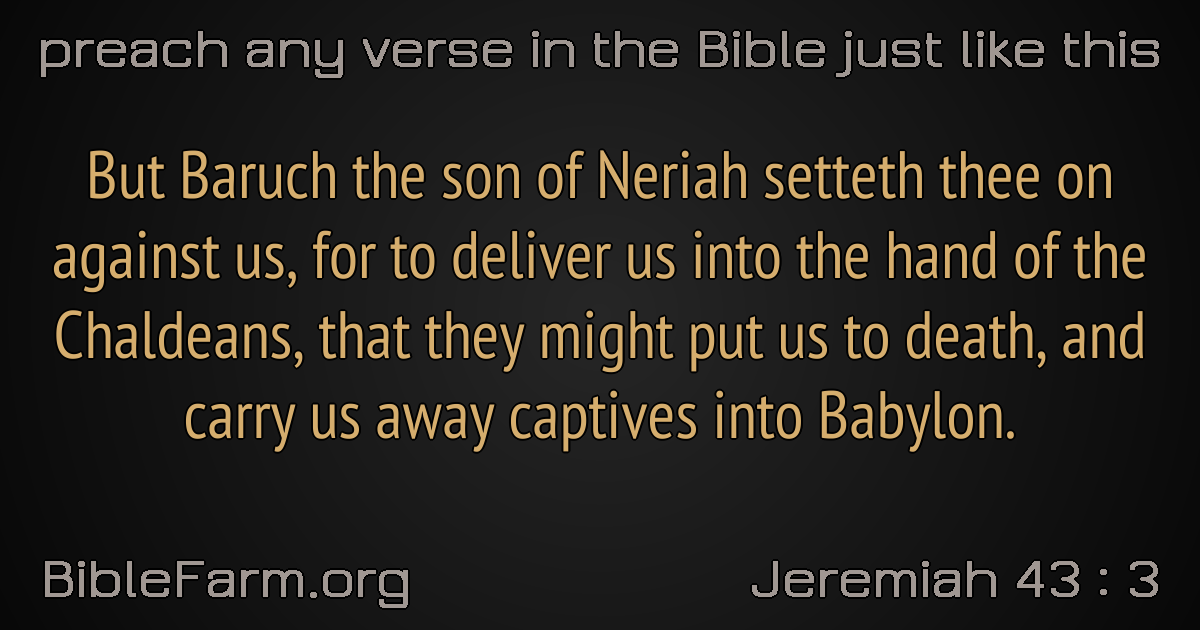 preach any verse in the Bible just like this
But Baruch the son of Neriah setteth thee on
against us, for to deliver us into the hand of the
Chaldeans, that they might put us to death, and
carry us away captives into Babylon.
BibleFarm.org
Jeremiah 43 : 3